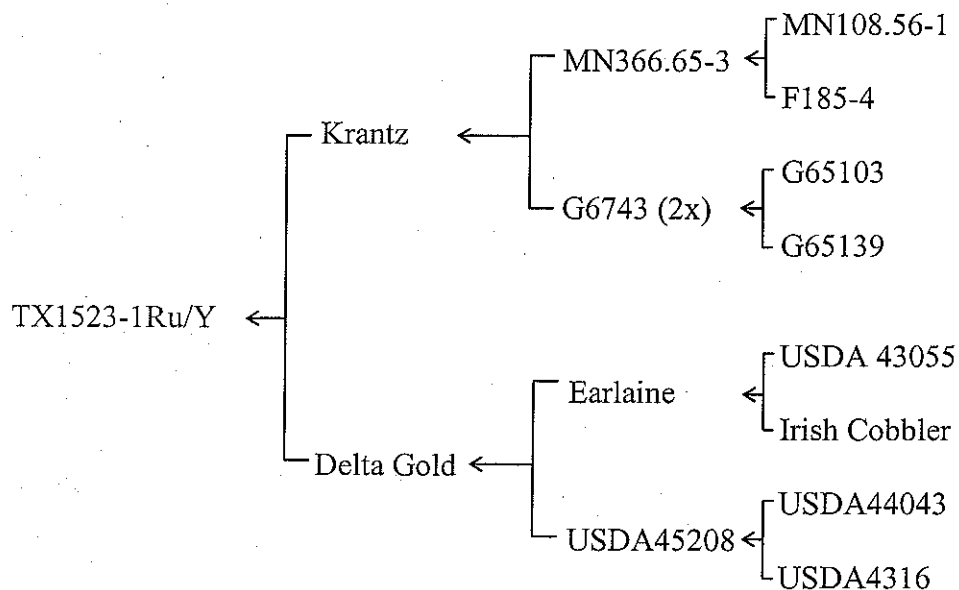 MN108.56-1
MN366.65-3
F185-4
Krantz
G65103
G6743 (2x)
G65139
TX1523-1Ru/Y
USDA 43055
Earlaine
Irish Cobbler
Delta Gold
USDA44043
USDA45208
USDA4316